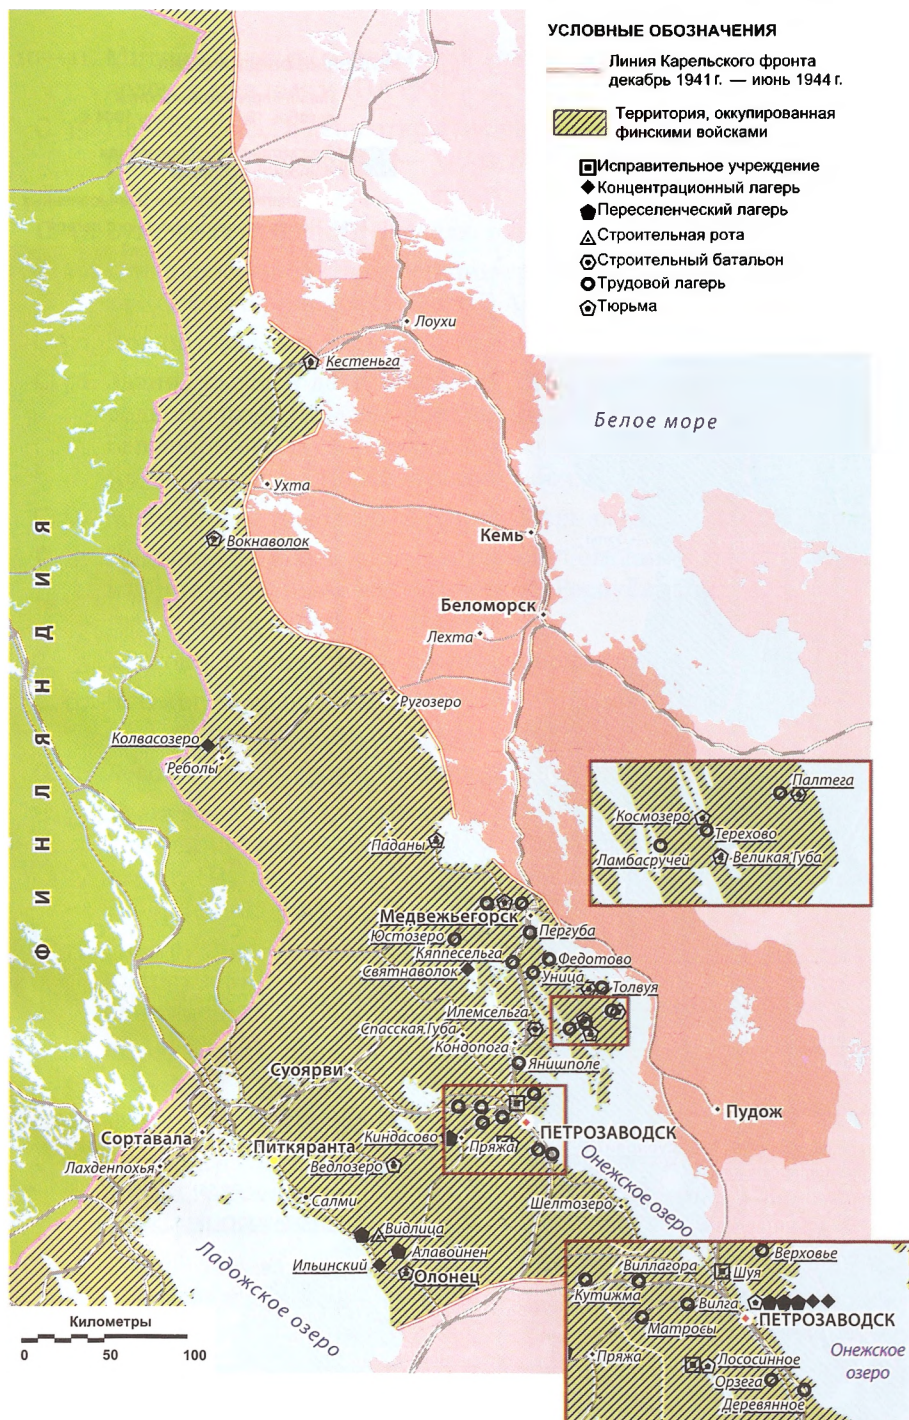 УСЛОВНЫЕ ОБОЗНАЧЕНИЯ
Линия Карельского фронта
декабрь 1941 г. — июнь 1944 г.
Территория, оккупированная
финскими войсками
Исправительное учреждение
Концентрационный лагерь
Переселенческий лагерь
Строительная рота
Строительный батальон
Трудовой лагерь
Тюрьма
Лоухи
Кестеньга
Белое море
Ухта
Вокнаволок
Кемь
ФИНЛЯНДИЯ
Беломорск
Лехта
Ругозеро
Колвасозеро
Реболы
Палтега
Космозеро
Терехово
Ламбасручей
Великая Губа
Паданы
Медвежьегорск
Юстозеро
Пергуба
Кяппесельга
Святнаволок
Федотово
Уница
Толвуя
Илемсельга
Спасская Губа
Кондопога
Янишполе
Суоярви
Пудож
Сортавала
Питкяранта
Киндасово
Пряжа
ПЕТРОЗАВОДСК
Лахденпохья
Ведлозеро
Онежское озеро
Салми
Шелтозеро
Видлица
Алавойнен
Ильинский
Олонец
Ладожское озеро
Верховье
Виллагора
Шуя
Кутижма
Вилга
ПЕТРОЗАВОДСК
Матросы
Онежское
озеро
Пряжа
Лососинное
Орзега
Деревянное
Километры
0 50 100